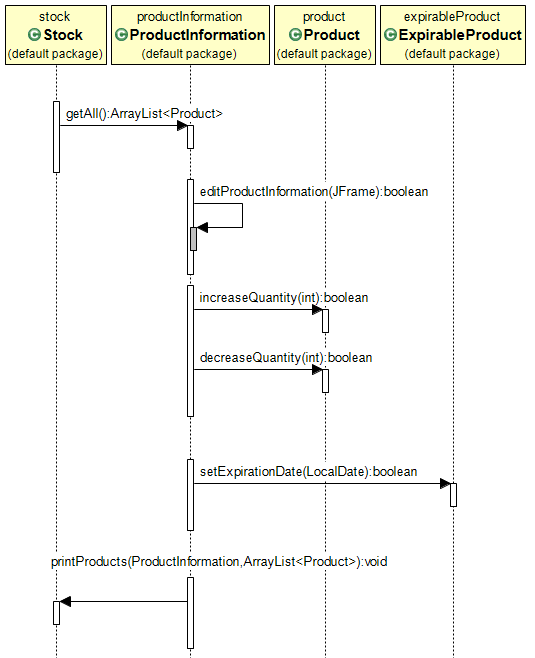 stock
C Stock
(default package)
productInformation
C ProductInformation
(default package)
product
C Product
(default package)
expirableProduct
C ExpirableProduct
(default package)
getAll():ArrayList<Product>
editProductInformation(JFrame):boolean
increaseQuantity(int):boolean
decreaseQuantity(int):boolean
setExpirationDate(LocalDate):boolean
printProducts(ProductInformation,ArrayList<Product>):void